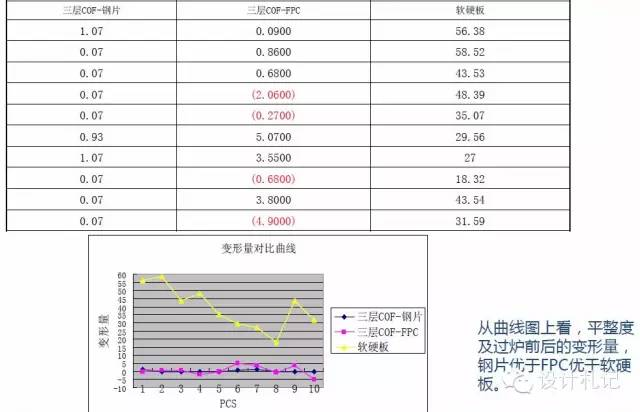 三层COF-钢片 三层COF-FPC 软硬板
1.07 0.0900 56.38
0.07 0.8600 58.52
0.07 0.6800 43.53
0.07 (2.0600) 48.39
0.07 (0.2700) 35.07
0.93 5.0700 29.56
1.07 3.5500 27
0.07 (0.6800) 18.32
0.07 3.8000 43.54
0.07 (4.9000) 31.59
变形量对比曲线
变形量
60
55
50
45
40
35
30
25
20
15
10
5
0
-5
-10
1 2 3 4 5 6 7 8 9 10
PCS
三层COF-钢片
三层COF-FPC
软硬板
从曲线图上看，平整度
及过炉前后的变形量，
钢片优于FPC优于软硬
板。
设计札记